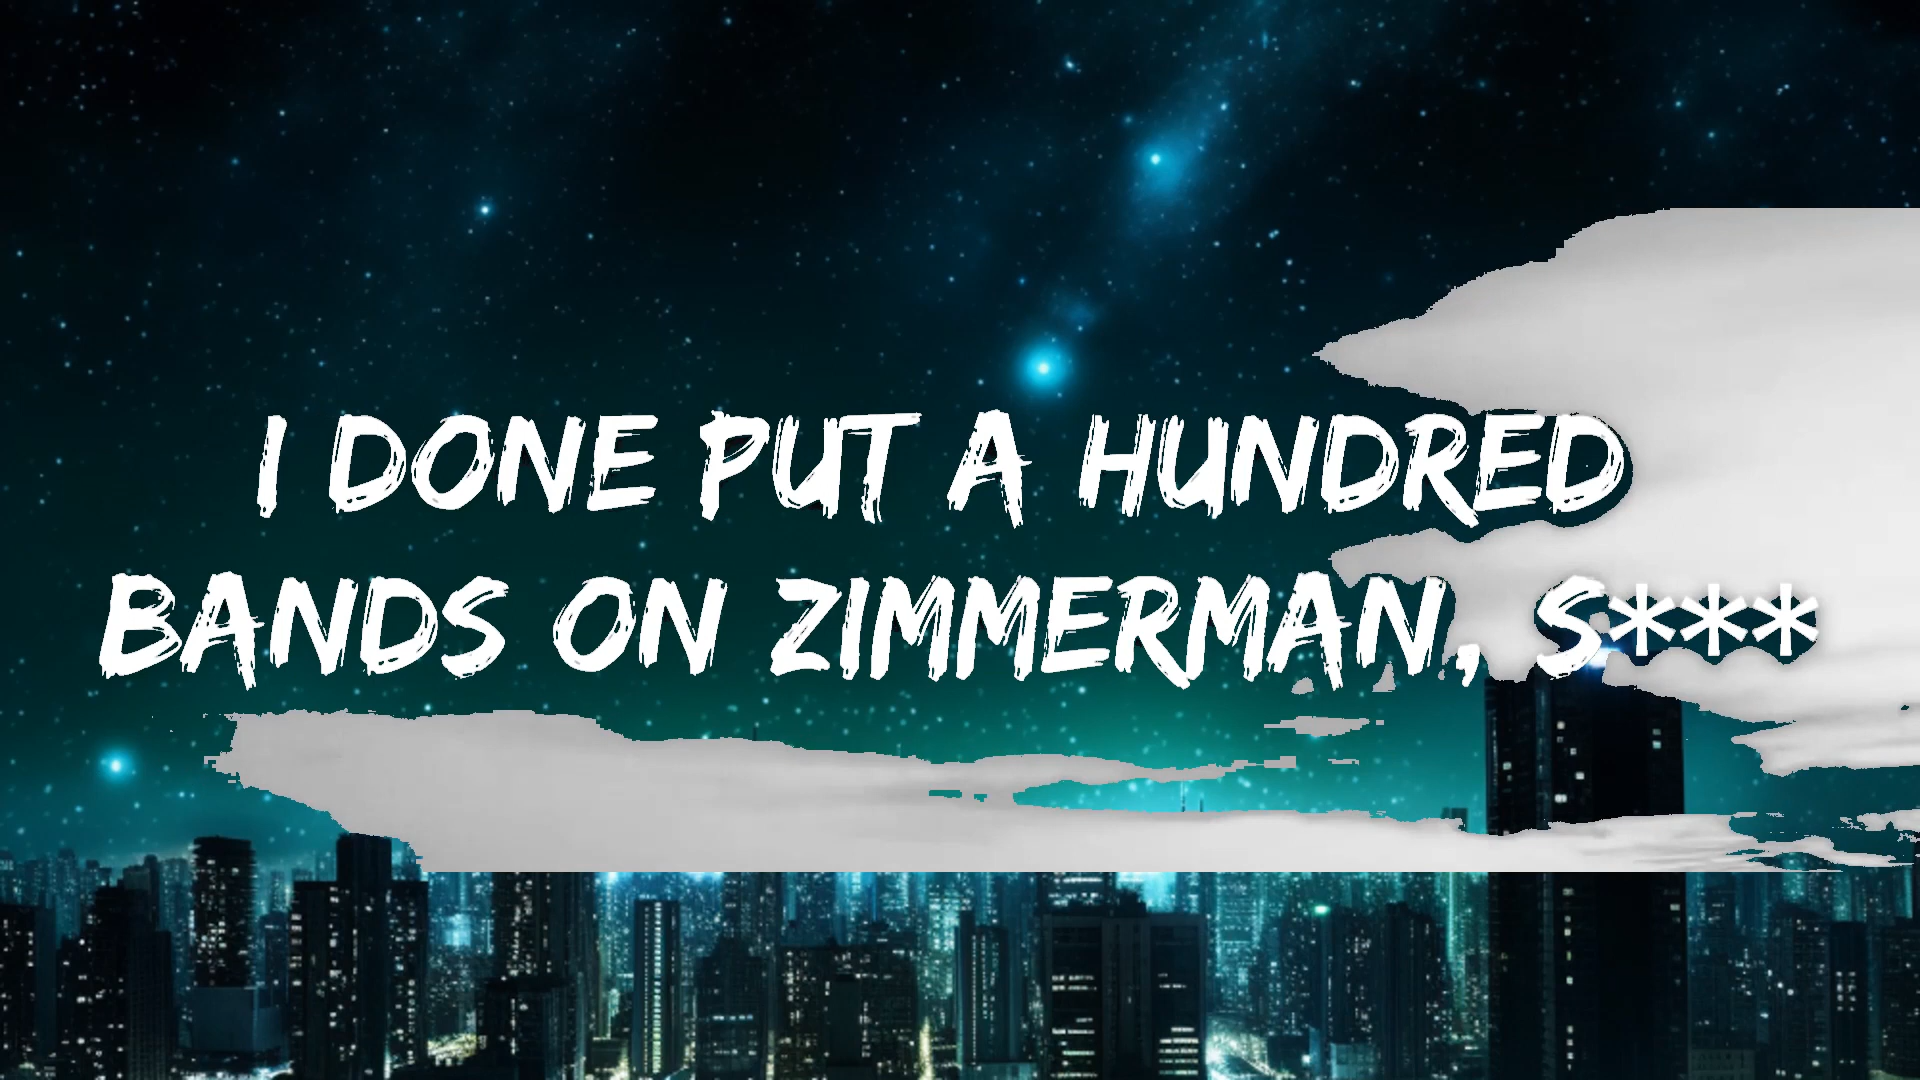 I DONE PUT A HUNDRED
BANDS ON ZIMMERMAN, S***